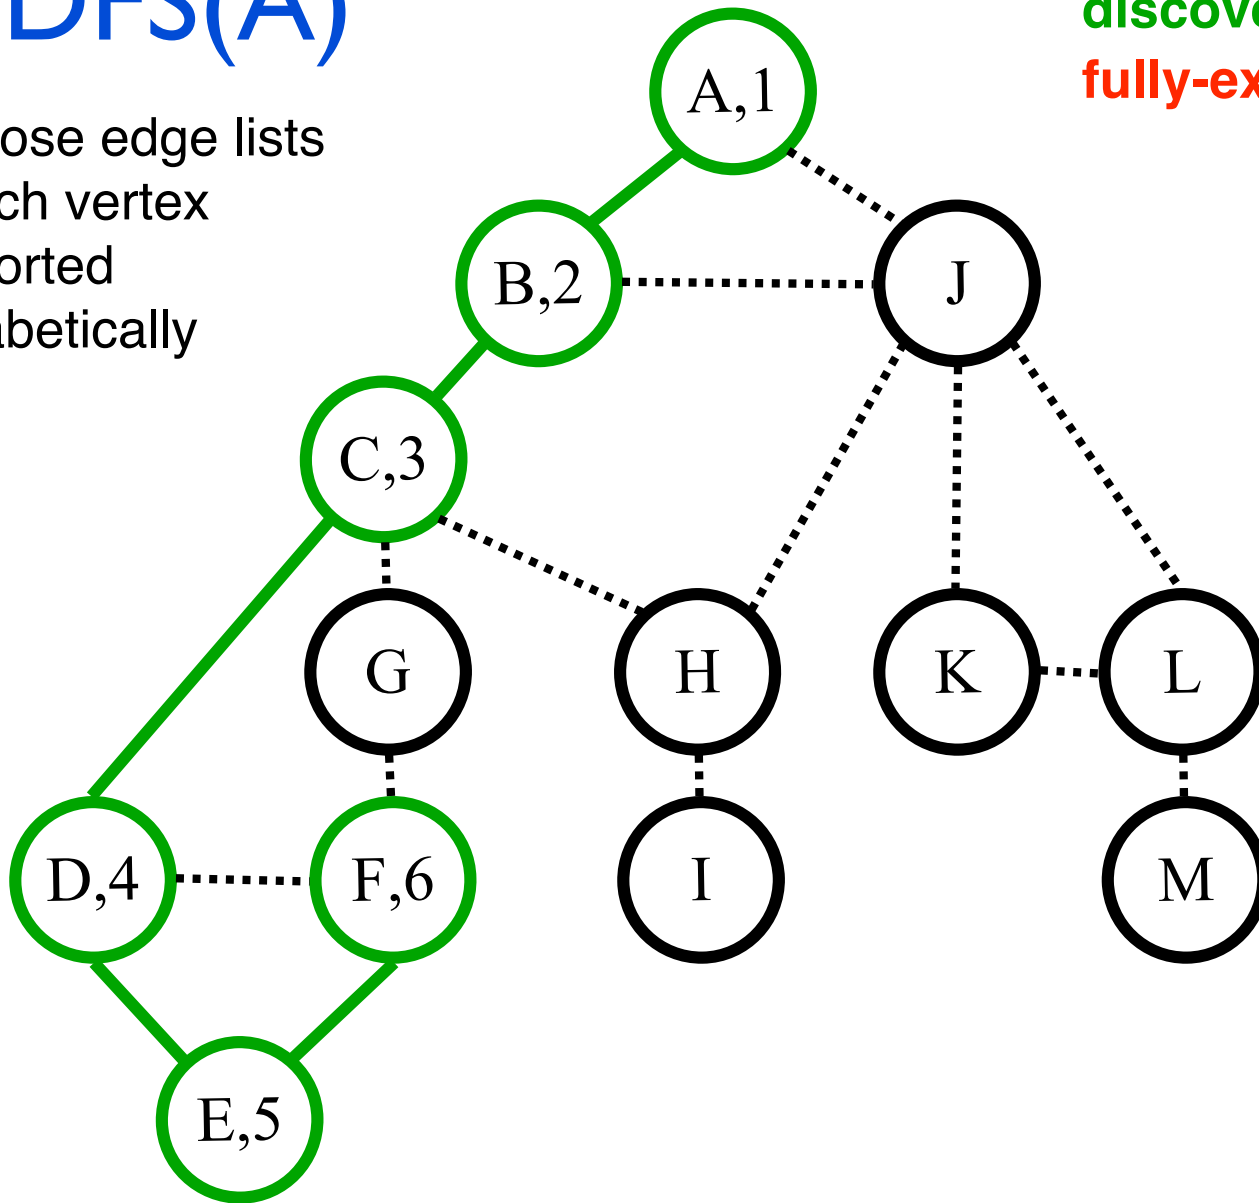 DFS(A)
discove
fully-ex
ose edge lists
ch vertex
orted
abetically
A,1
B,2
J
C,3
G
H
K
L
D,4
F,6
I
M
E,5